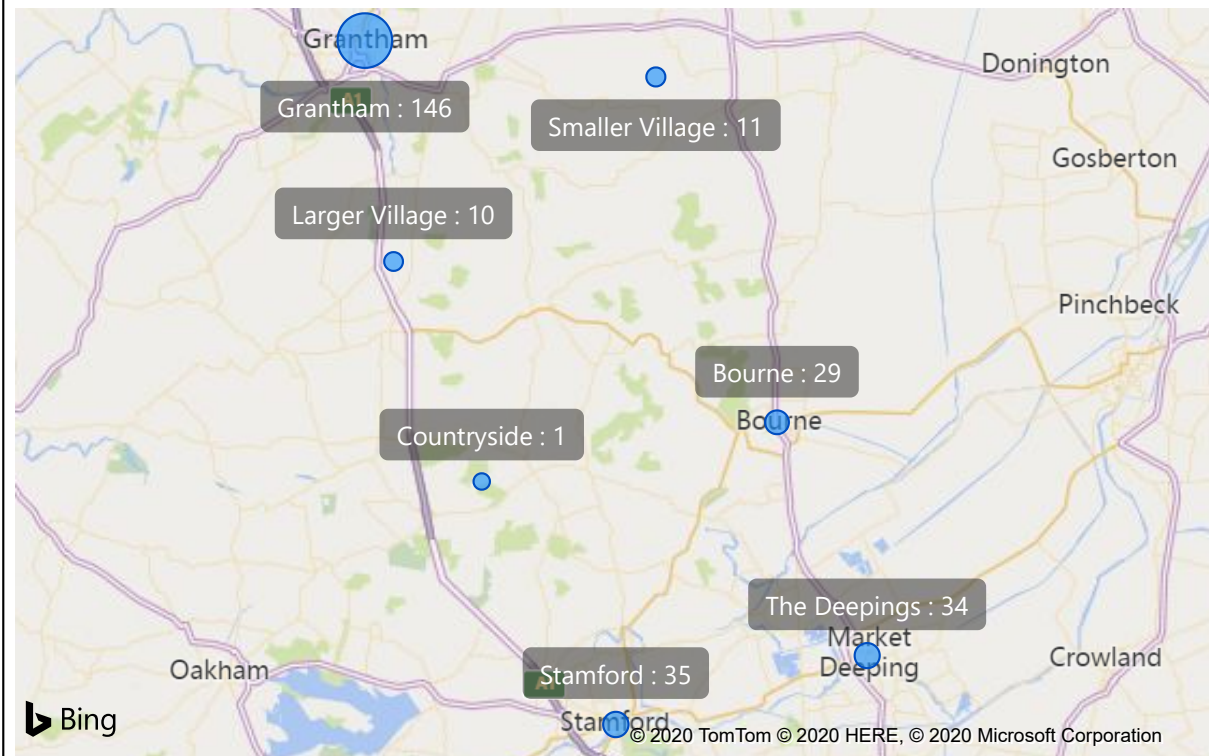 Grantham
Donington
A1
Grantham : 146
Smaller Village : 11
Gosberton
Larger Village : 10
Pinchbeck
Bourne : 29
Bourne
Countryside : 1
The Deepings : 34
Market
Deeping
Crowland
Oakham
Stamford : 35
A1
Stamford
Bing
© 2020 TomTom © 2020 HERE, © 2020 Microsoft Corporation